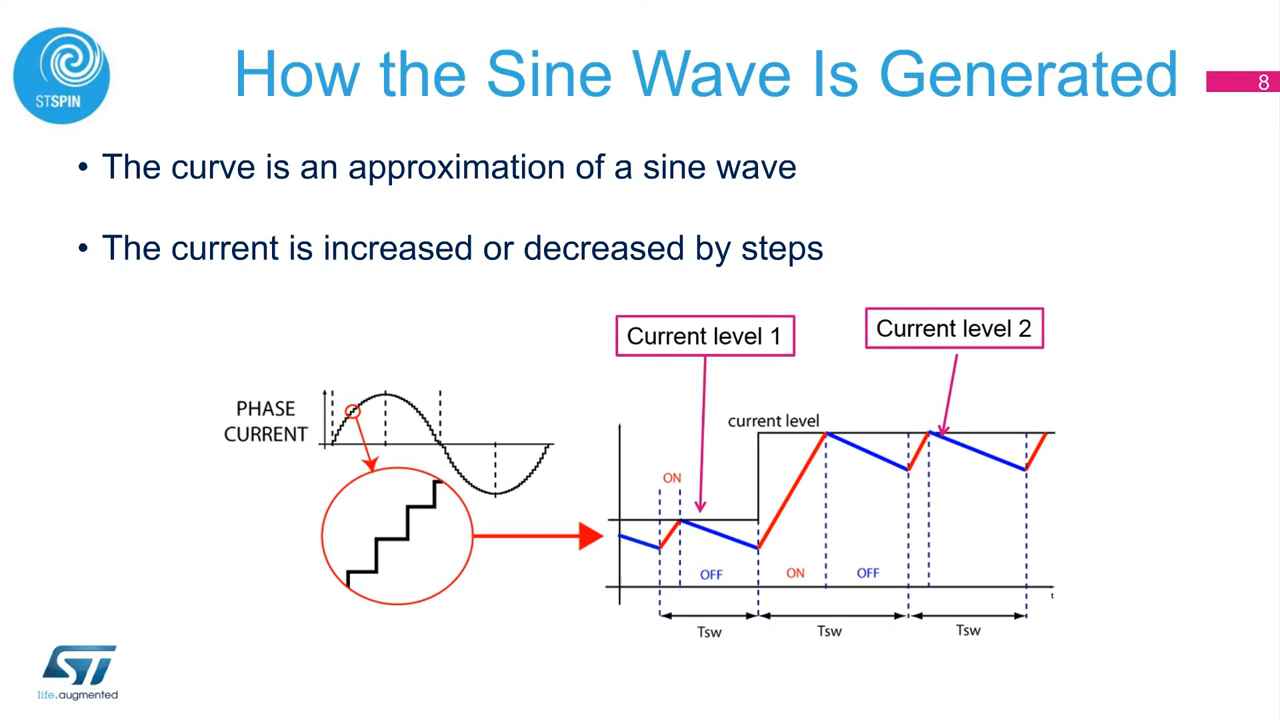 How the Sine Wave Is Generated
8
STSPIN
• The curve is an approximation of a sine wave
• The current is increased or decreased by steps
Current level 1
Current level 2
PHASE
CURRENT
current level
ON
OFF
ON
OFF
t
Tsw
Tsw
Tsw
ST
life.augmented